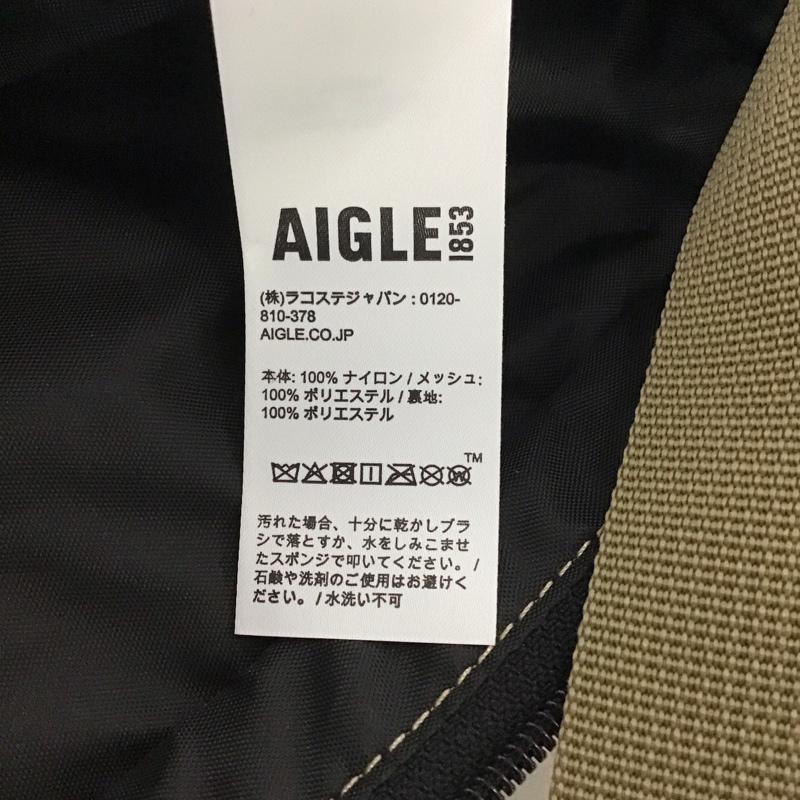 AIGLE 1853
(株)ラコステジャパン : 0120-
810-378
AIGLE.CO.JP
本体: 100% ナイロン / メッシュ:
100% ポリエステル / 裏地:
100% ポリエステル
TM
汚れた場合、十分に乾かしブラ
シで落とすか、水をしみこませ
たスポンジで叩いてください。 /
石鹸や洗剤のご使用はお避けく
ださい。 / 水洗い不可